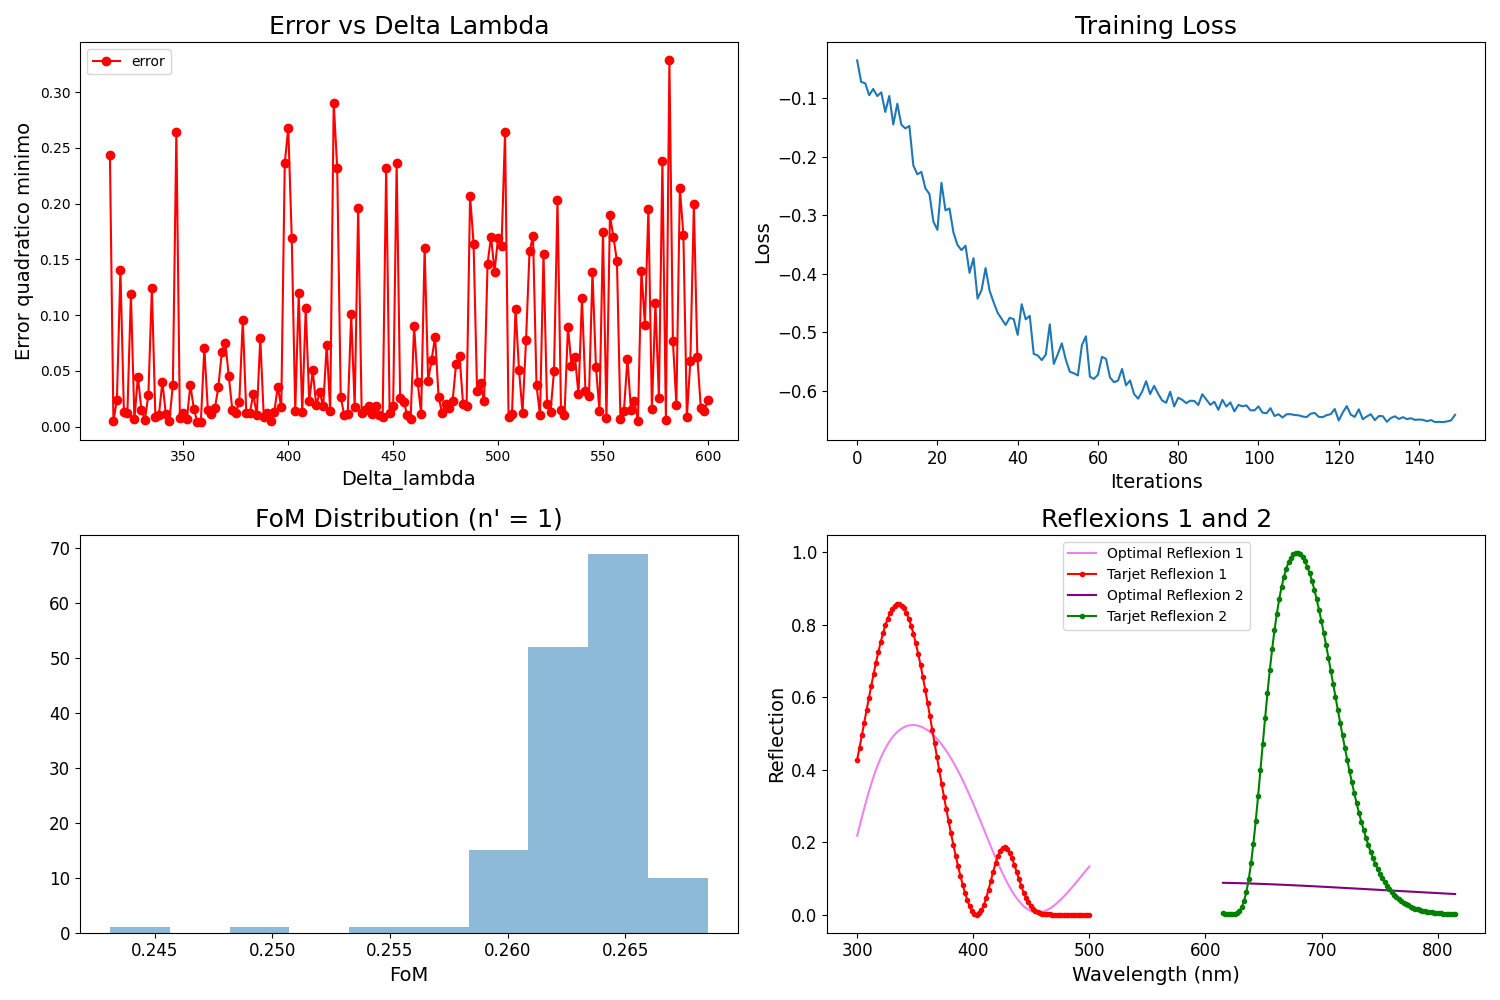 Error vs Delta Lambda
error
Error quadratico minimo
0.30
0.25
0.20
0.15
0.10
0.05
0.00
350 400 450 500 550 600
Delta_lambda
Training Loss
Loss
−0.1
−0.2
−0.3
−0.4
−0.5
−0.6
0 20 40 60 80 100 120 140
Iterations
FoM Distribution (n' = 1)
70
60
50
40
30
20
10
0
0.245 0.250 0.255 0.260 0.265
FoM
Reflexions 1 and 2
Optimal Reflexion 1
Tarjet Reflexion 1
Optimal Reflexion 2
Tarjet Reflexion 2
Reflection
1.0
0.8
0.6
0.4
0.2
0.0
300 400 500 600 700 800
Wavelength (nm)